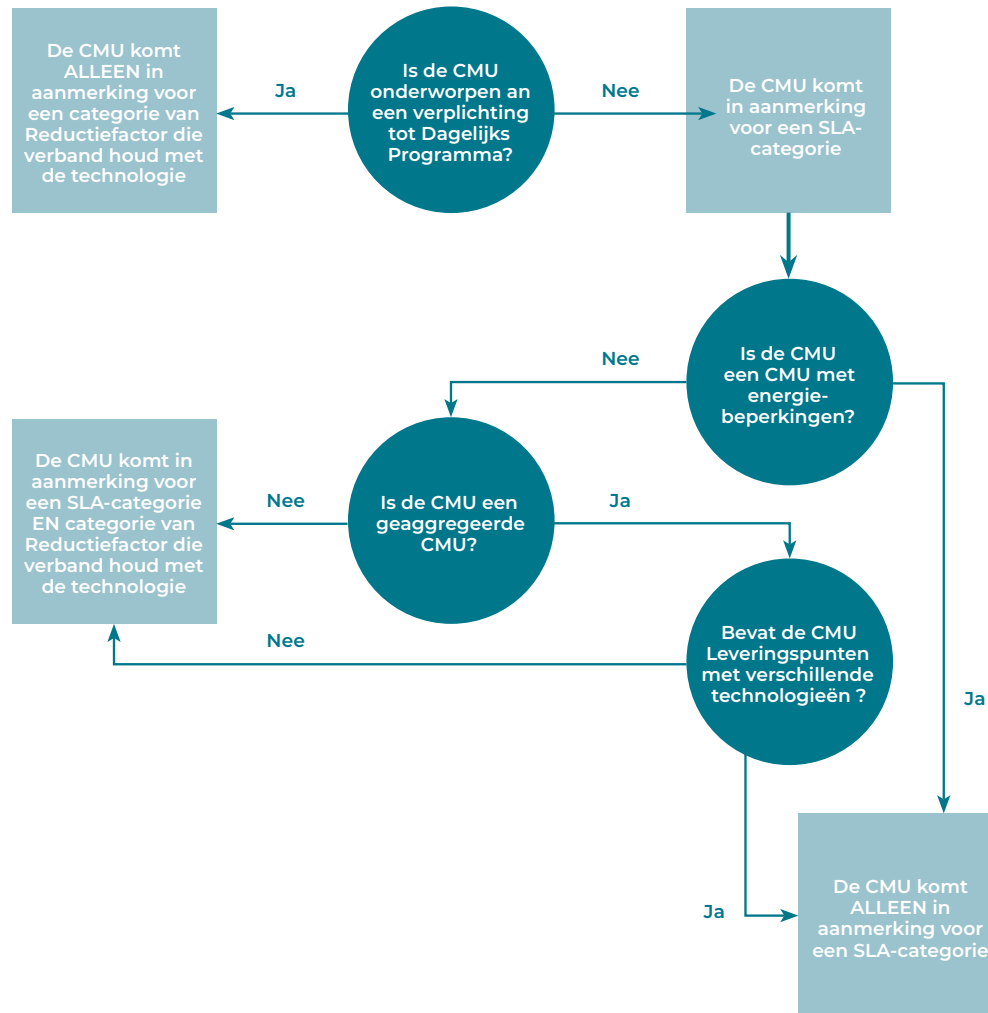 De CMU komt
ALLEEN in
aanmerking voor
een categorie van
Reductiefactor die
verband houd met
de technologie
Ja
Is de CMU
onderworpen an
een verplichting
tot Dagelijks
Programma?
Nee
De CMU komt
in aanmerking
voor een SLA-
categorie
Is de CMU
een CMU met
energie-
beperkingen?
Nee
De CMU komt in
aanmerking voor
een SLA-categorie
EN categorie van
Reductiefactor die
verband houd met
de technologie
Nee
Is de CMU een
geaggregeerde
CMU?
Ja
Nee
Bevat de CMU
Leveringspunten
met verschillende
technologieën ?
Ja
Ja
De CMU komt
ALLEEN in
aanmerking voor
een SLA-categorie